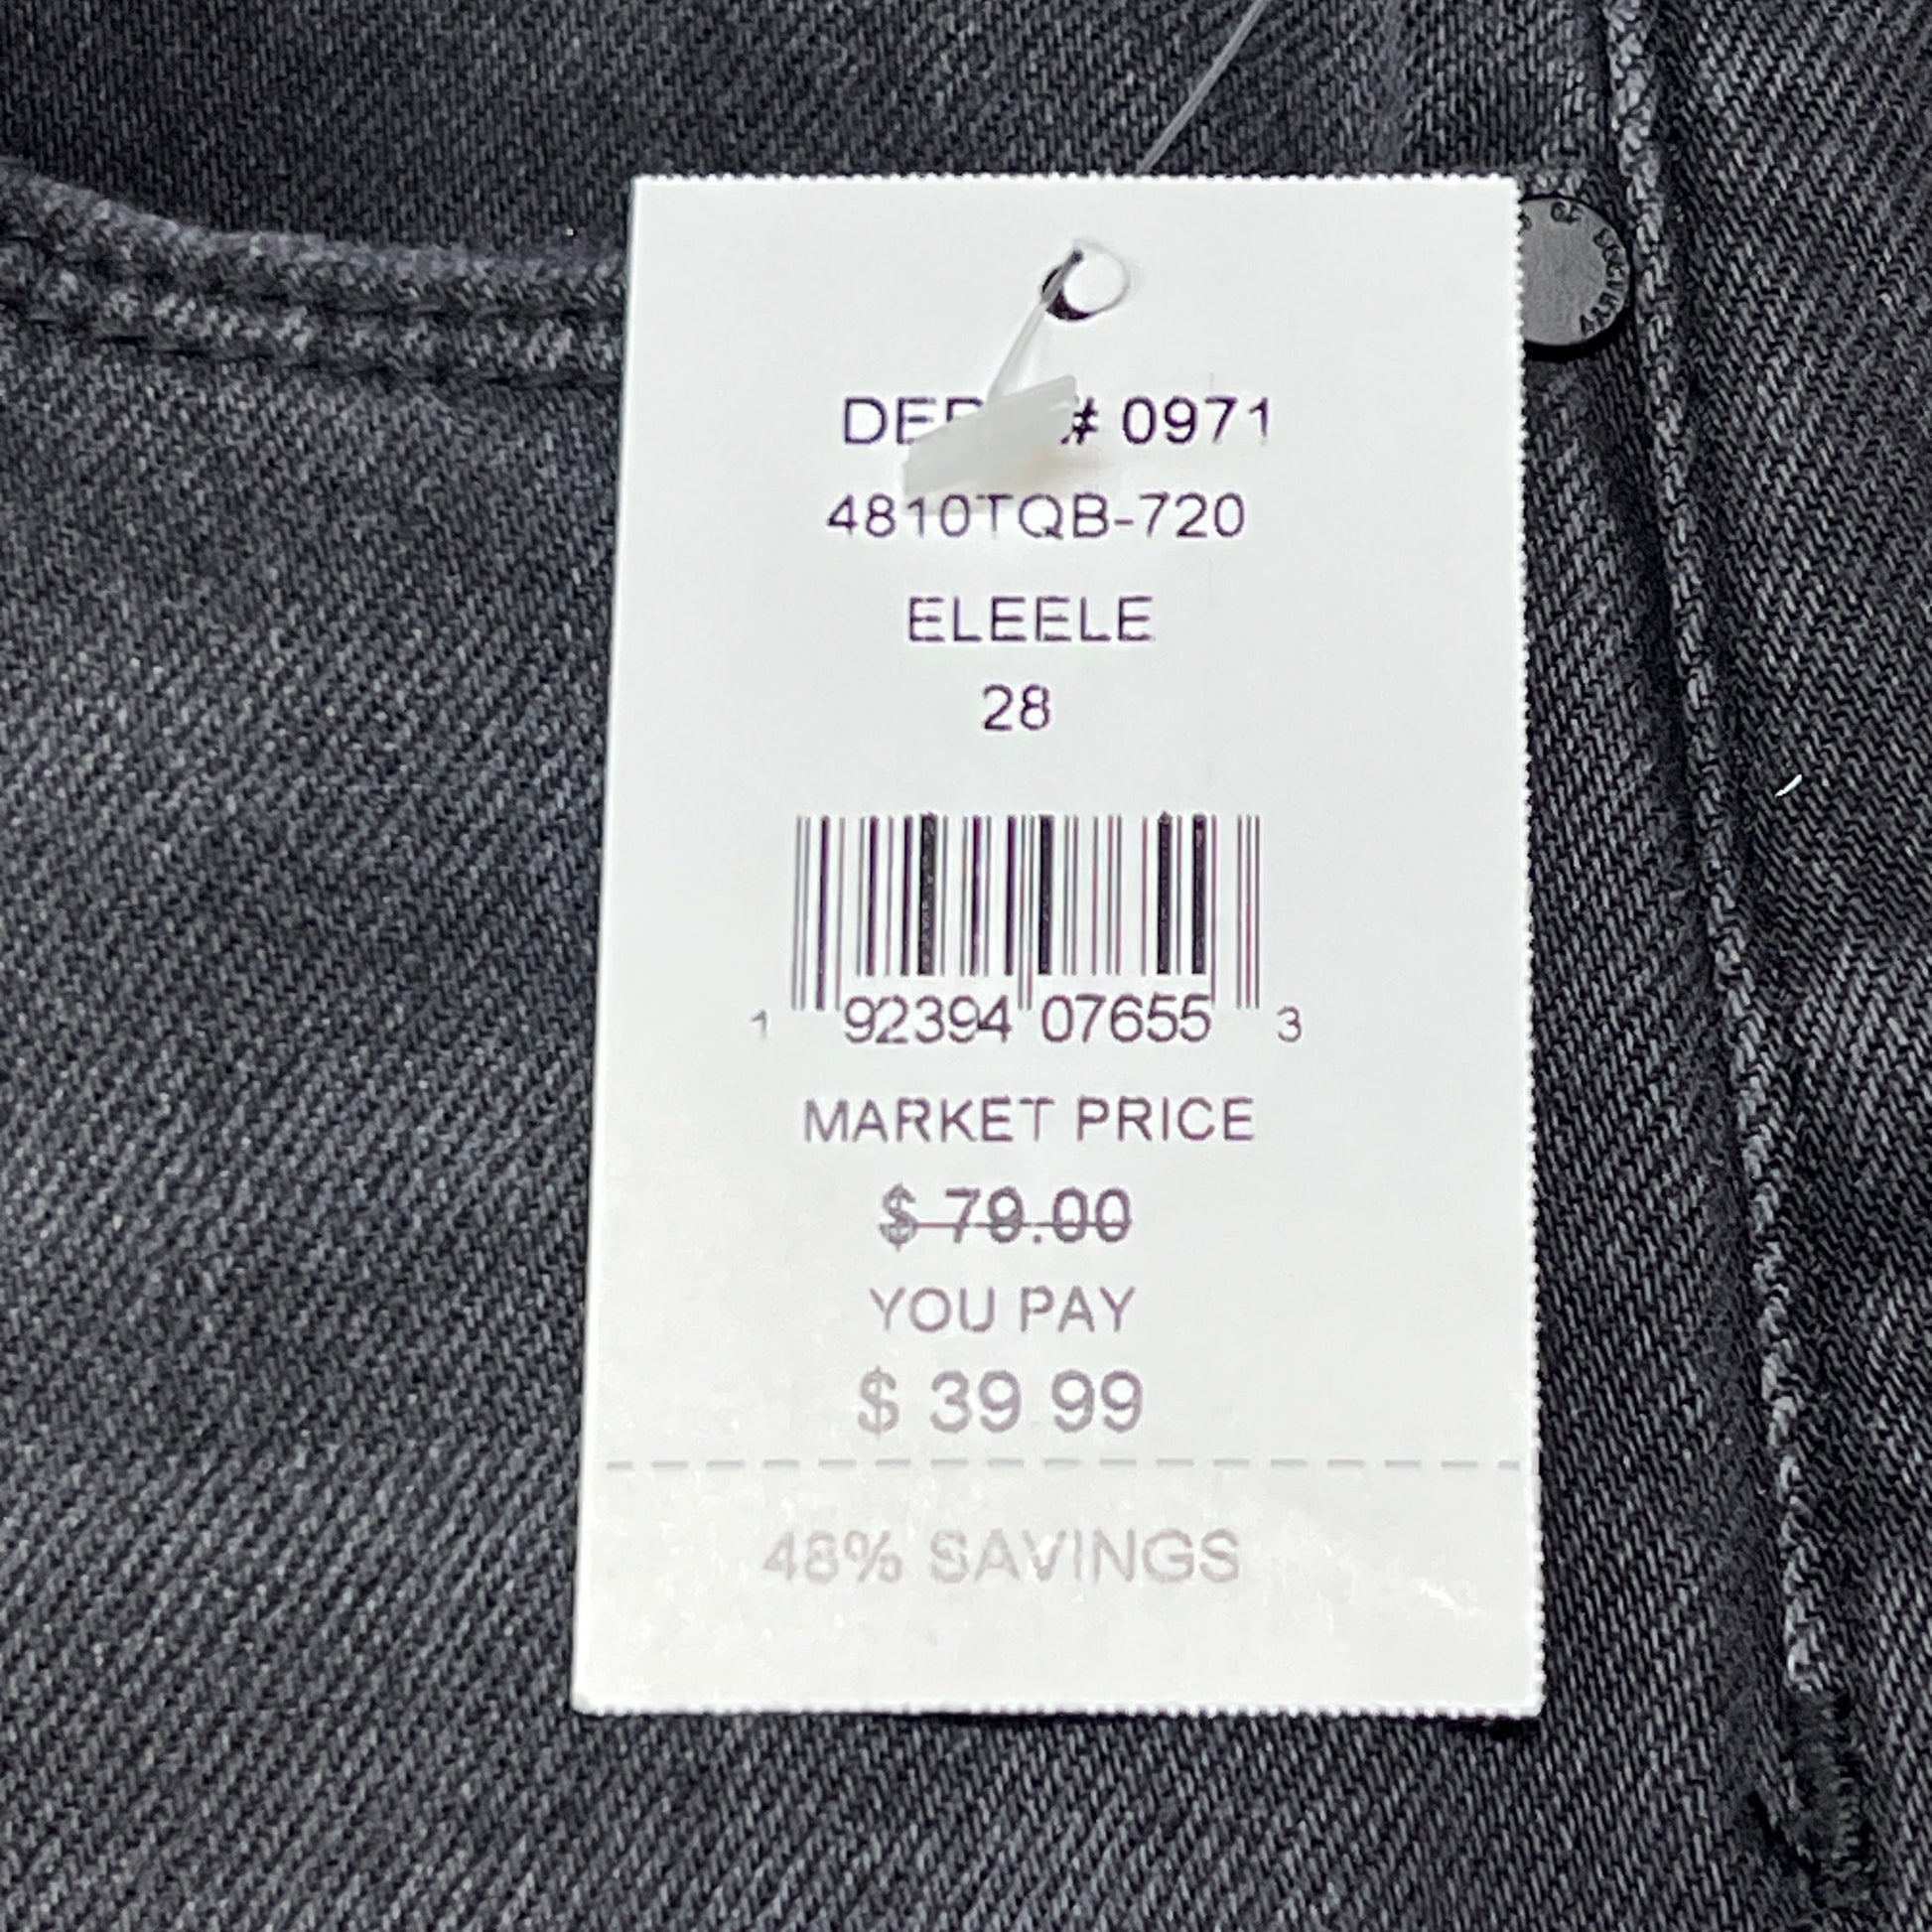 # 0971
4810TQB-720
ELEELE
28
1 92394 07655 3
MARKET PRICE
$ 79.00
YOU PAY
$ 39 99
48% SAVINGS